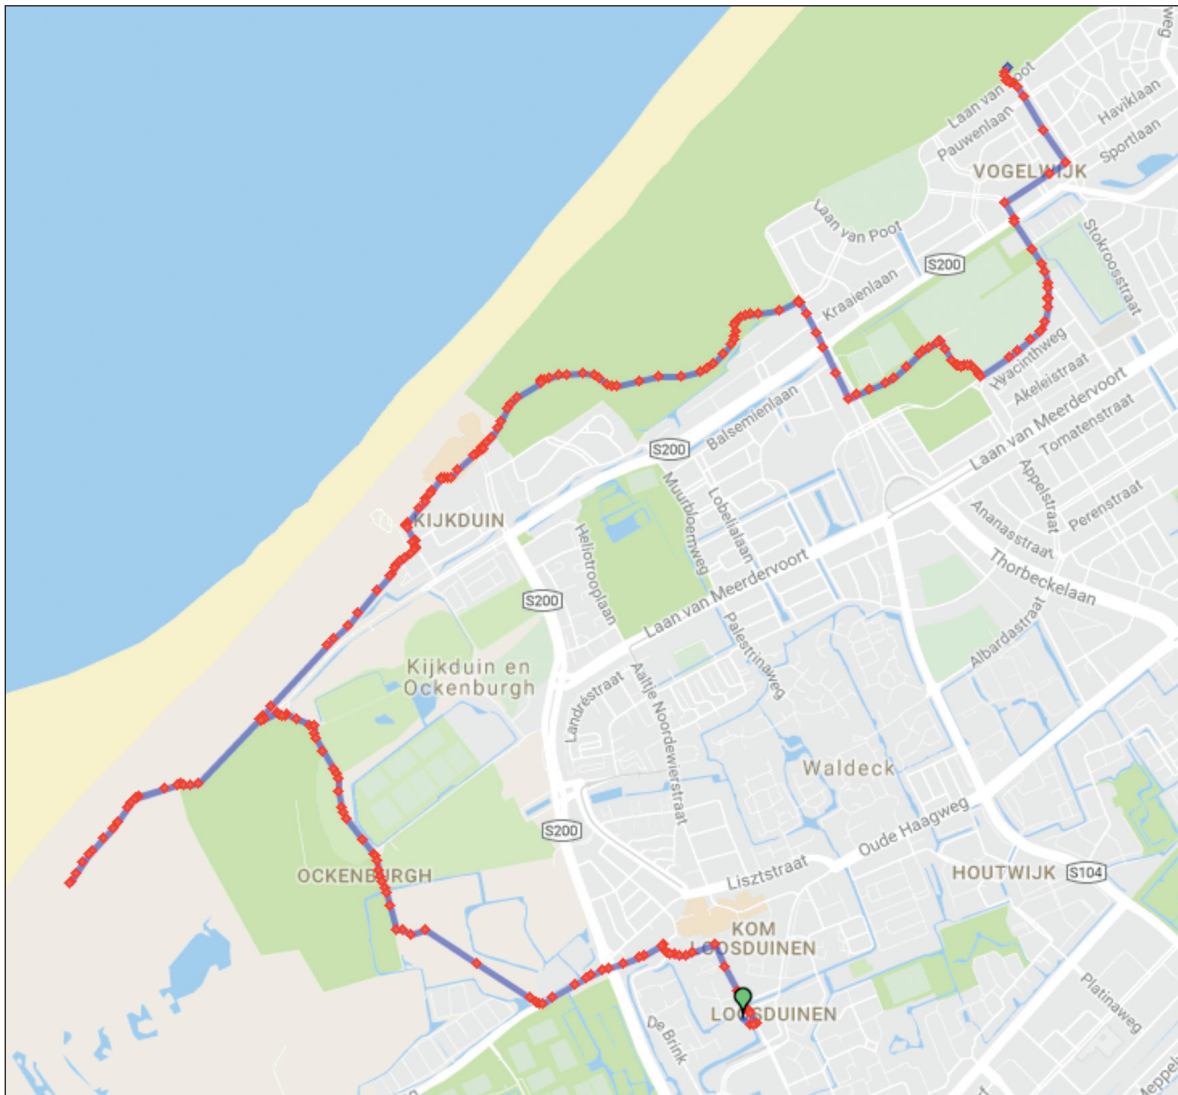 weg
Laan van Poot
Haviklaan
Pauwenlaan
Sportlaan
VOGELWIJK
Laan van Poot
Stokroosstraat
S200
Kraaienlaan
Hyacinthweg
Akeleistraat
Laan van Meerdervoort
Balsemienlaan
Tomatenstraat
S200
Appelstraat
Perenstraat
Muurbloemweg
Lobelialaan
Ananasstraat
KIJKDUIN
Heliotrooplaan
Thorbeckelaan
Laan van Meerdervoort
S200
Albardastraat
Palestrinaweg
Kijkduin en
Ockenburgh
Landréstraat
Aaltje Noordewierstraat
Waldeck
Oude Haagweg
S200
Lisztstraat
OCKENBURGH
HOUTWIJK
S104
KOM
LOOSDUINEN
LOOSDUINEN
De Brink
Platinaweg